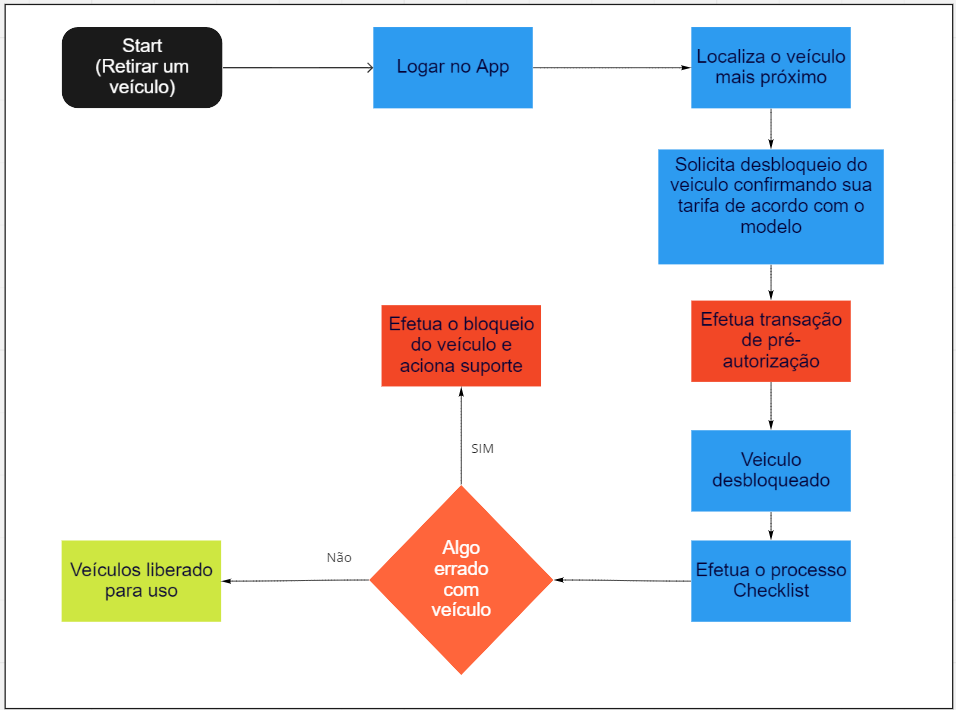 Start
(Retirar um
veículo)
Logar no App
Localiza o veículo
mais próximo
Solicita desbloqueio do
veiculo confirmando sua
tarifa de acordo com o
modelo
Efetua transação
de pré-
autorização
Veiculo
desbloqueado
Efetua o processo
Checklist
Algo
errado
com
veículo
SIM
Efetua o bloqueio
do veículo e
aciona suporte
Não
Veículos liberado
para uso